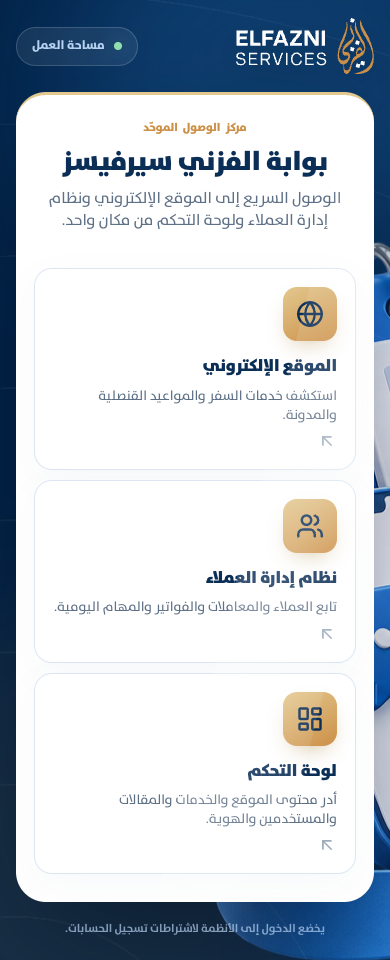 ELFAZNI
SERVICES
مساحة العمل
مركز الوصول الموحّد
بوابة الفزني سيرفيسز
الوصول السريع إلى الموقع الإلكتروني ونظام
إدارة العملاء ولوحة التحكم من مكان واحد.
الموقع الإلكتروني
استكشف خدمات السفر والمواعيد القنصلية
والمدونة.
نظام إدارة العملاء
تابع العملاء والمعاملات والفواتير والمهام اليومية.
لوحة التحكم
أدر محتوى الموقع والخدمات والمقالات
والمستخدمين والهوية.
يخضع الدخول إلى الأنظمة لاشتراطات تسجيل الحسابات.